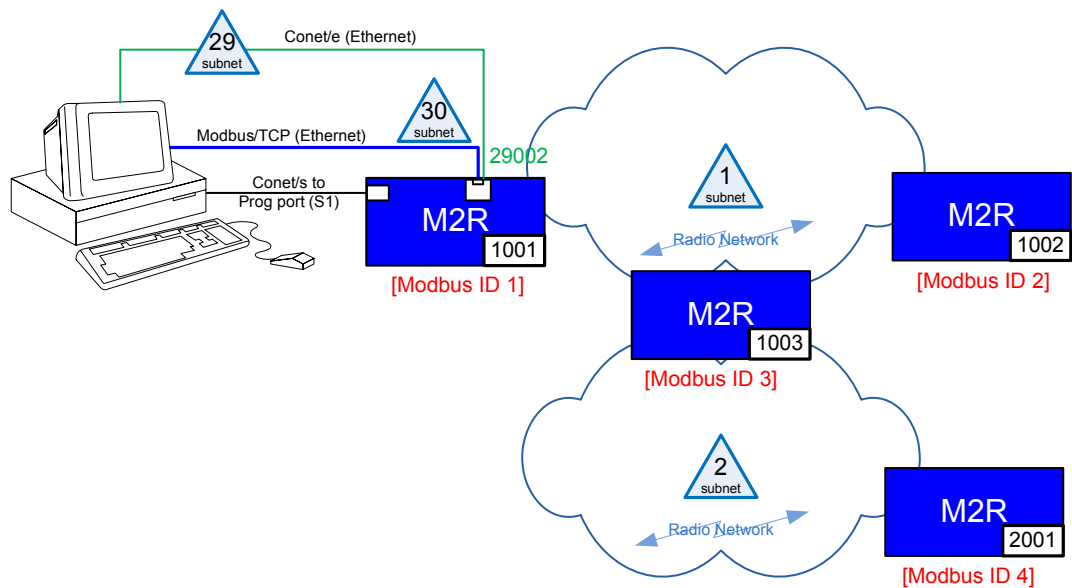 29
subnet
Conet/e (Ethernet)
30
subnet
Modbus/TCP (Ethernet)
29002
Conet/s to
Prog port (S1)
M2R
1001
[Modbus ID 1]
1
subnet
Radio Network
M2R
1002
[Modbus ID 2]
M2R
1003
[Modbus ID 3]
2
subnet
Radio Network
M2R
2001
[Modbus ID 4]